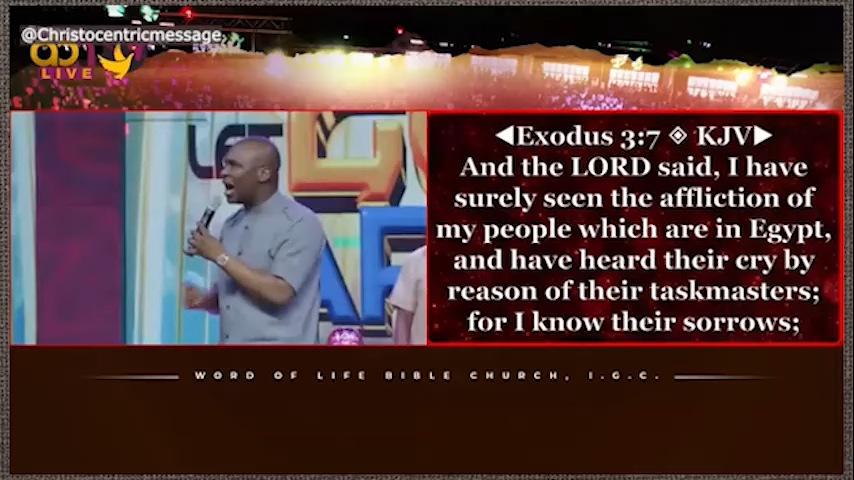 @Christocentricmessage.
LIVE
◀Exodus 3:7 ◈ KJV▶
And the LORD said, I have
surely seen the affliction of
my people which are in Egypt,
and have heard their cry by
reason of their taskmasters;
for I know their sorrows;
WORD OF LIFE BIBLE CHURCH, I.G.C.